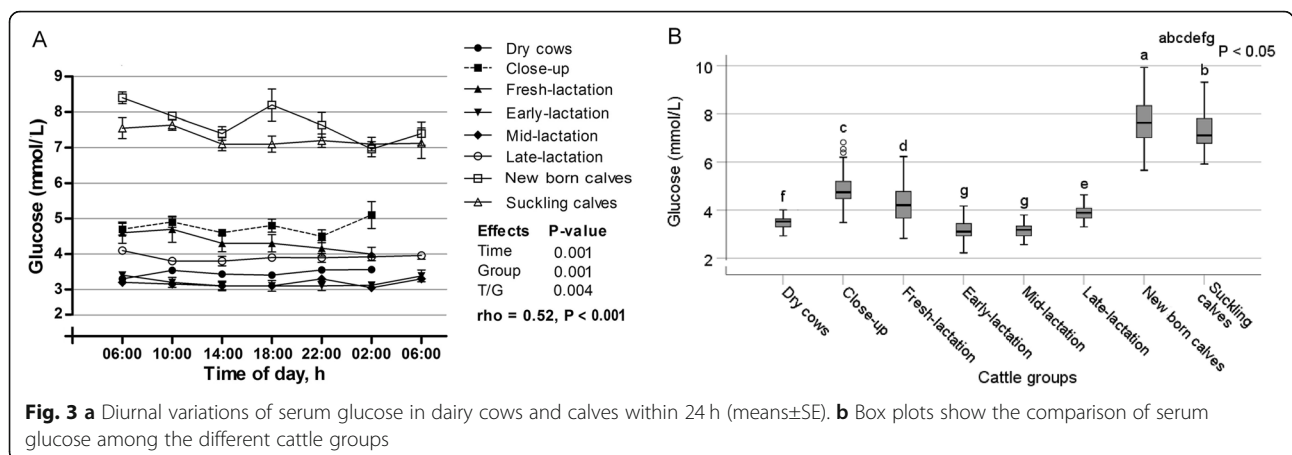 A
Glucose (mmol/L)
9
8
7
6
5
4
3
2
1
06:00 10:00 14:00 18:00 22:00 02:00 06:00
Time of day, h
Dry cows
Close-up
Fresh-lactation
Early-lactation
Mid-lactation
Late-lactation
New born calves
Suckling calves
Effects P-value
Time 0.001
Group 0.001
T/G 0.004
rho = 0.52, P < 0.001
B
abcdefg
P < 0.05
Glucose (mmol/L)
10
8
6
4
2
f c d g g e a b
Dry cows
Close-up
Fresh-lactation
Early-lactation
Mid-lactation
Late-lactation
New born calves
Suckling
calves
Cattle groups
Fig. 3 a Diurnal variations of serum glucose in dairy cows and calves within 24 h (means±SE). b Box plots show the comparison of serum
glucose among the different cattle groups